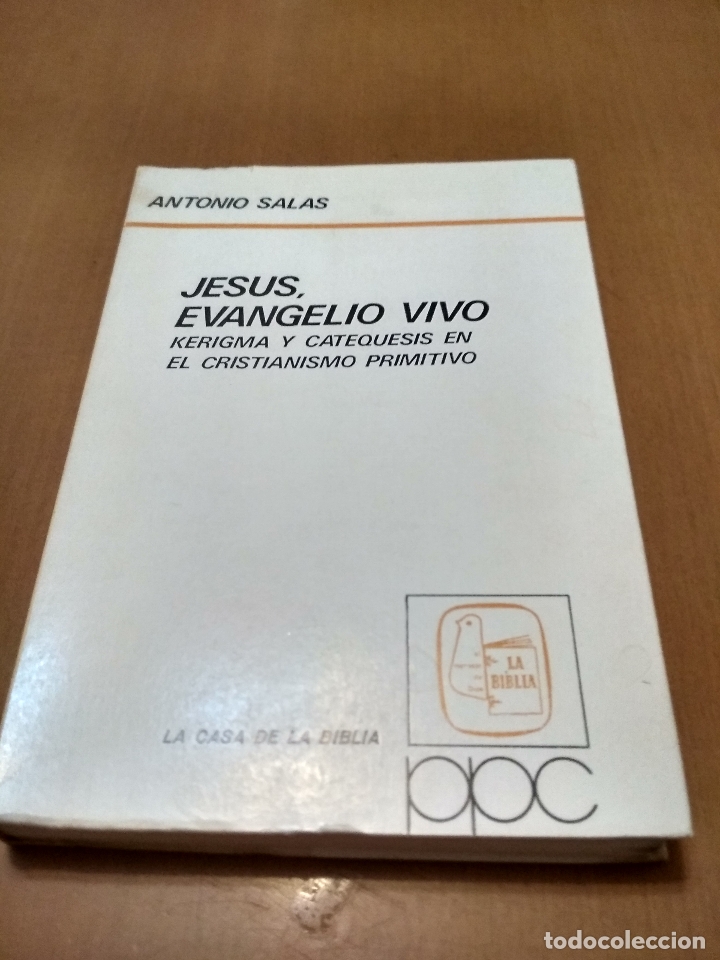 ANTONIO SALAS
JESUS,
EVANGELIO VIVO
KERIGMA Y CATEQUESIS EN
EL CRISTIANISMO PRIMITIVO
LA
BIBLIA
LA CASA DE LA BIBLIA
ppc
todocoleccion